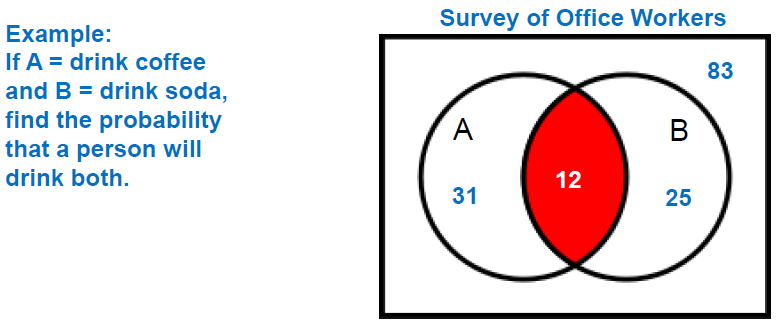 Survey of Office Workers
Example:
If A = drink coffee
and B = drink soda,
find the probability
that a person will
drink both.
83
A
B
31
12
25